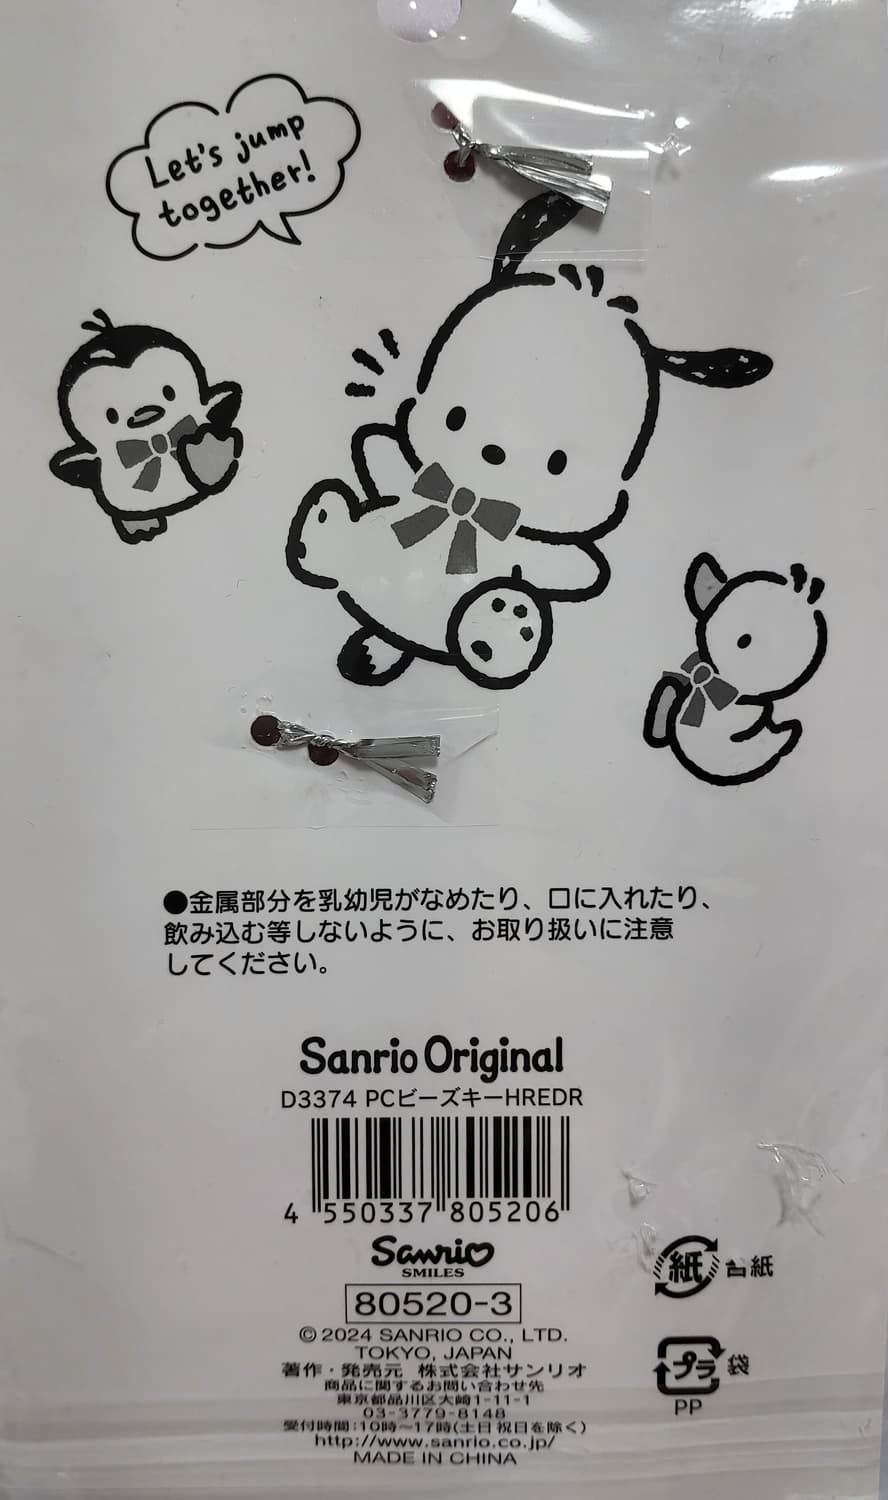 Let's jump
together!
●金属部分を乳幼児がなめたり、口に入れたり、
飲み込む等しないように、お取り扱いに注意
してください。
Sanrio Original
D3374 PCビーズキーHREDR
4 550337 805206
Sanrio
SMILES
80520-3
© 2024 SANRIO CO., LTD.
TOKYO, JAPAN
著作・発売元 株式会社サンリオ
商品に関するお問い合わせ先
東京都品川区大崎1-11-1
03-3779-8148
受付時間:10時〜17時(土日祝日を除く)
http://www.sanrio.co.jp/
MADE IN CHINA
紙 台紙
プラ 袋
PP